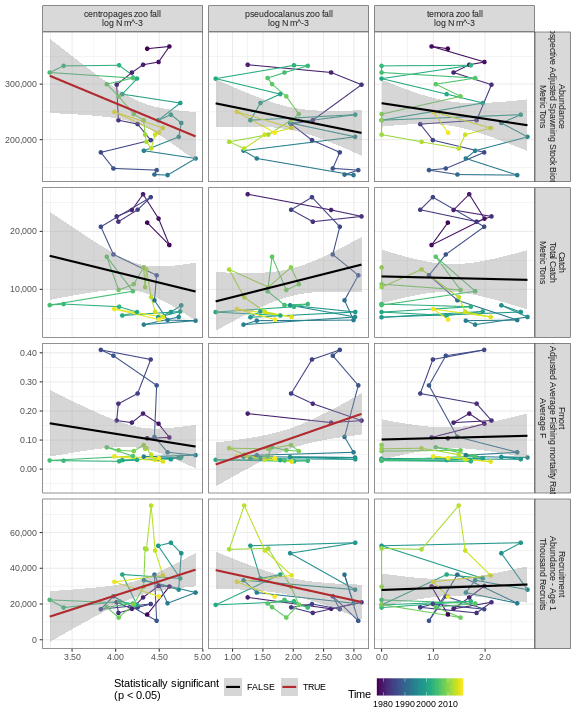 centropages zoo fall
log N m^-3
pseudocalanus zoo fall
log N m^-3
temora zoo fall
log N m^-3
300,000
200,000
Abundance
Adjusted Spawning Stock
Metric Tons
20,000
10,000
Catch
Total Catch
Metric Tons
0.40
0.30
0.20
0.10
0.00
Fmort
Adjusted Average Fishing mortality
Average F
60,000
40,000
20,000
0
Recruitment
Abundance - Age 1
Thousand Recruits
3.50 4.00 4.50 5.00
1.00 1.50 2.00 2.50 3.00
0.0 1.0 2.0
Statistically significant
(p < 0.05)
FALSE
TRUE
Time
1980 1990 2000 2010